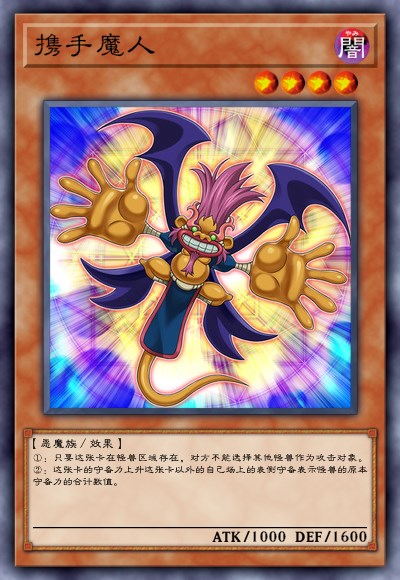 携手魔人
やみ
闇
【恶魔族／效果】
①：只要这张卡在怪兽区域存在，对方不能选择其他怪兽作为攻击对象。
②：这张卡的守备力上升这张卡以外的自己场上的表侧守备表示怪兽的原本
守备力的合计数值。
ATK/1000 DEF/1600